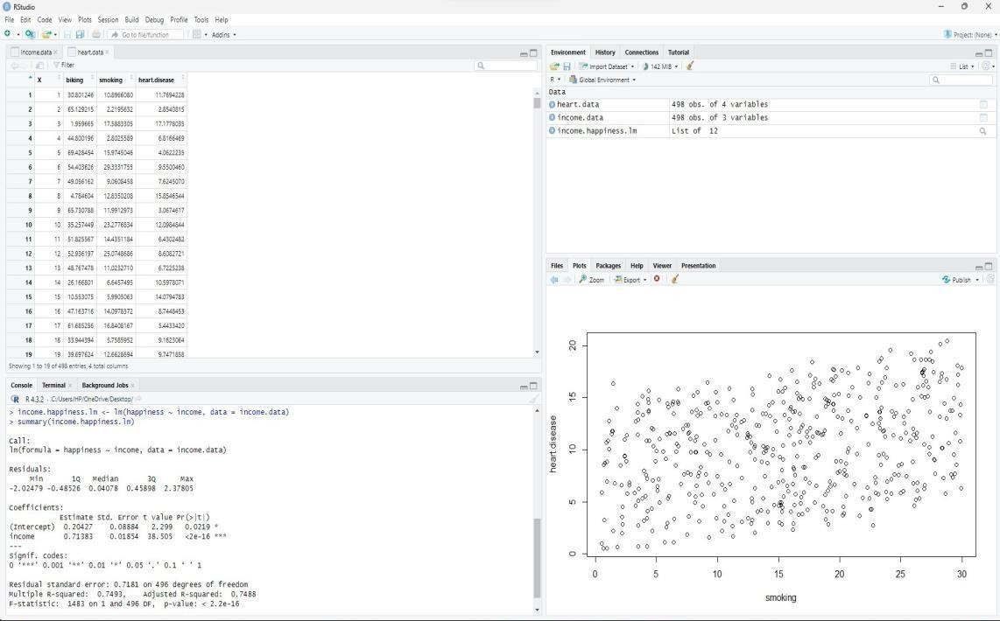 RStudio
File Edit Code View Plots Session Build Debug Profile Tools Help
Go to file/function Addins Project: (None)
income.data heart.data
Filter
X biking smoking heart.disease
1 1 30.801246 10.8966080 11.7694228
2 2 65.129215 2.2195632 2.8540815
3 3 1.959665 17.5883305 17.1778035
4 4 44.800196 2.8025589 6.8166469
5 5 69.428454 15.9745046 4.0622235
6 6 54.403626 29.3331755 9.5500460
7 7 49.056162 9.0608458 7.6245070
8 8 4.784604 12.8350208 15.8546544
9 9 65.730788 11.9912973 3.0674617
10 10 35.257449 23.2776834 12.0984844
11 11 51.825567 14.4351184 6.4302482
12 12 52.936197 25.0748686 8.6082721
13 13 48.767478 11.0232710 6.7225238
14 14 26.166801 6.6457495 10.5978071
15 15 10.553075 5.9905063 14.0794783
16 16 47.163716 14.0978372 8.7448453
17 17 61.685256 16.8408167 5.4433420
18 18 33.944394 5.7585952 9.1623064
19 19 39.697624 12.6628694 9.7471858
Showing 1 to 19 of 498 entries, 4 total columns
Console Terminal Background Jobs
R 4.3.2 · C:/Users/HP/OneDrive/Desktop/
> income.happiness.lm <- lm(happiness ~ income, data = income.data)
> summary(income.happiness.lm)
Call:
lm(formula = happiness ~ income, data = income.data)
Residuals:
Min 1Q Median 3Q Max
-2.02479 -0.48526 0.04078 0.45898 2.37805
Coefficients:
Estimate Std. Error t value Pr(>|t|)
(Intercept) 0.20427 0.08884 2.299 0.0219 *
income 0.71383 0.01854 38.505 <2e-16 ***
---
Signif. codes:
0 '***' 0.001 '**' 0.01 '*' 0.05 '.' 0.1 ' ' 1
Residual standard error: 0.7181 on 496 degrees of freedom
Multiple R-squared: 0.7493, Adjusted R-squared: 0.7488
F-statistic: 1483 on 1 and 496 DF, p-value: < 2.2e-16
Environment History Connections Tutorial
Import Dataset 142 MiB List
R Global Environment
Data
heart.data 498 obs. of 4 variables
income.data 498 obs. of 3 variables
income.happiness.lm List of 12
Files Plots Packages Help Viewer Presentation
Zoom Export Publish
heart.disease
20
15
10
5
0
0 5 10 15 20 25 30
smoking